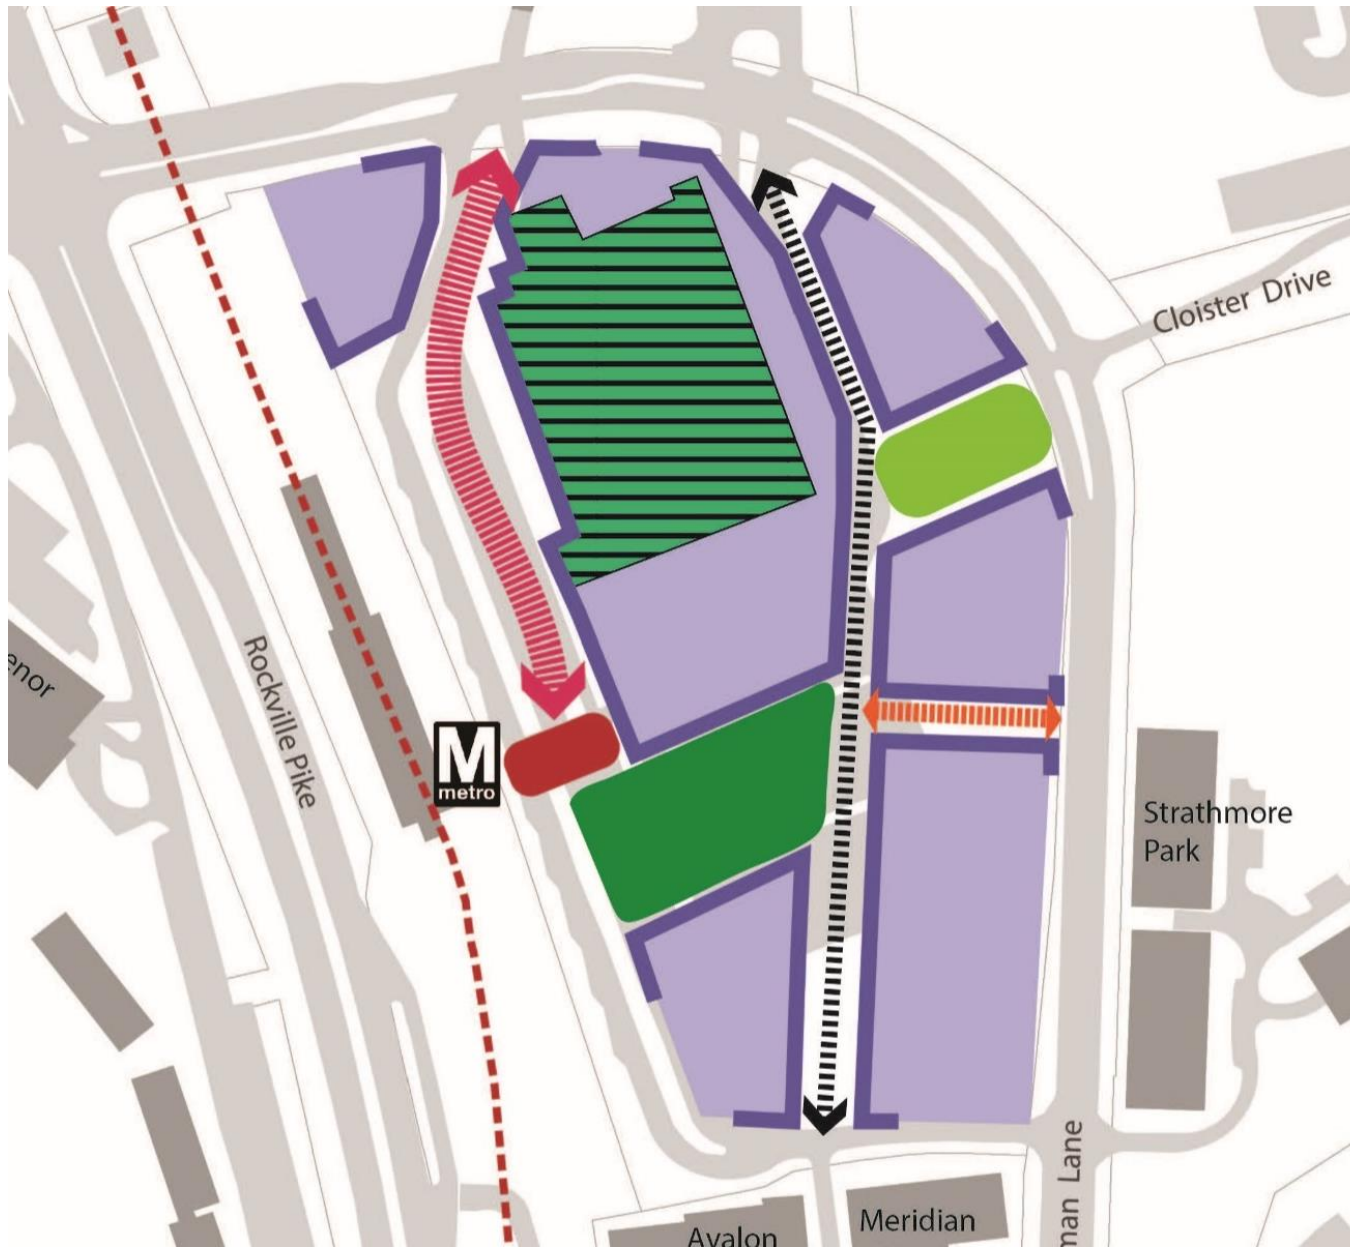 Cloister Drive
enor
Rockville Pike
M
metro
Strathmore
Park
man Lane
Meridian
Avalon